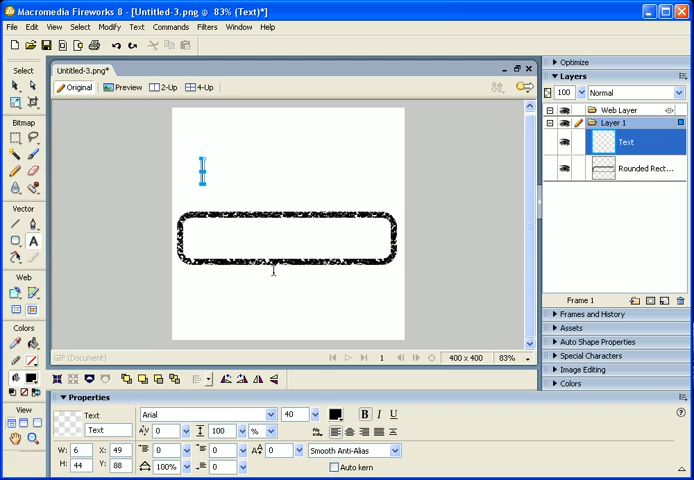 Macromedia Fireworks 8 - [Untitled-3.png @ 83% (Text)*]
File Edit View Select Modify Text Commands Filters Window Help
Select
Bitmap
Vector
Web
Colors
View
Untitled-3.png*
Original Preview 2-Up 4-Up
GIF (Document)
1
400 x 400
83%
Optimize
Layers
100 Normal
Web Layer
Layer 1
Text
Rounded Rect...
Frame 1
Frames and History
Assets
Auto Shape Properties
Special Characters
Image Editing
Colors
Properties
Text
Text
Arial
40
B I U
0 100 %
W: 6 X: 49
H: 44 Y: 88
0 0 0 Smooth Anti-Alias
100% 0 Auto kern